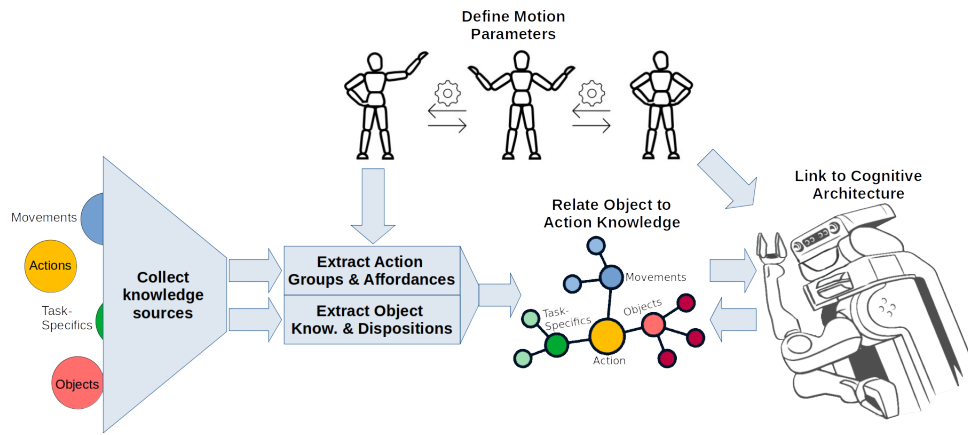 Define Motion
Parameters
Link to Cognitive
Architecture
Relate Object to
Action Knowledge
Movements
Actions
Task-
Specifics
Objects
Collect
knowledge
sources
Extract Action
Groups & Affordances
Extract Object
Know. & Dispositions
Movements
Task-
Specifics
Objects
Action